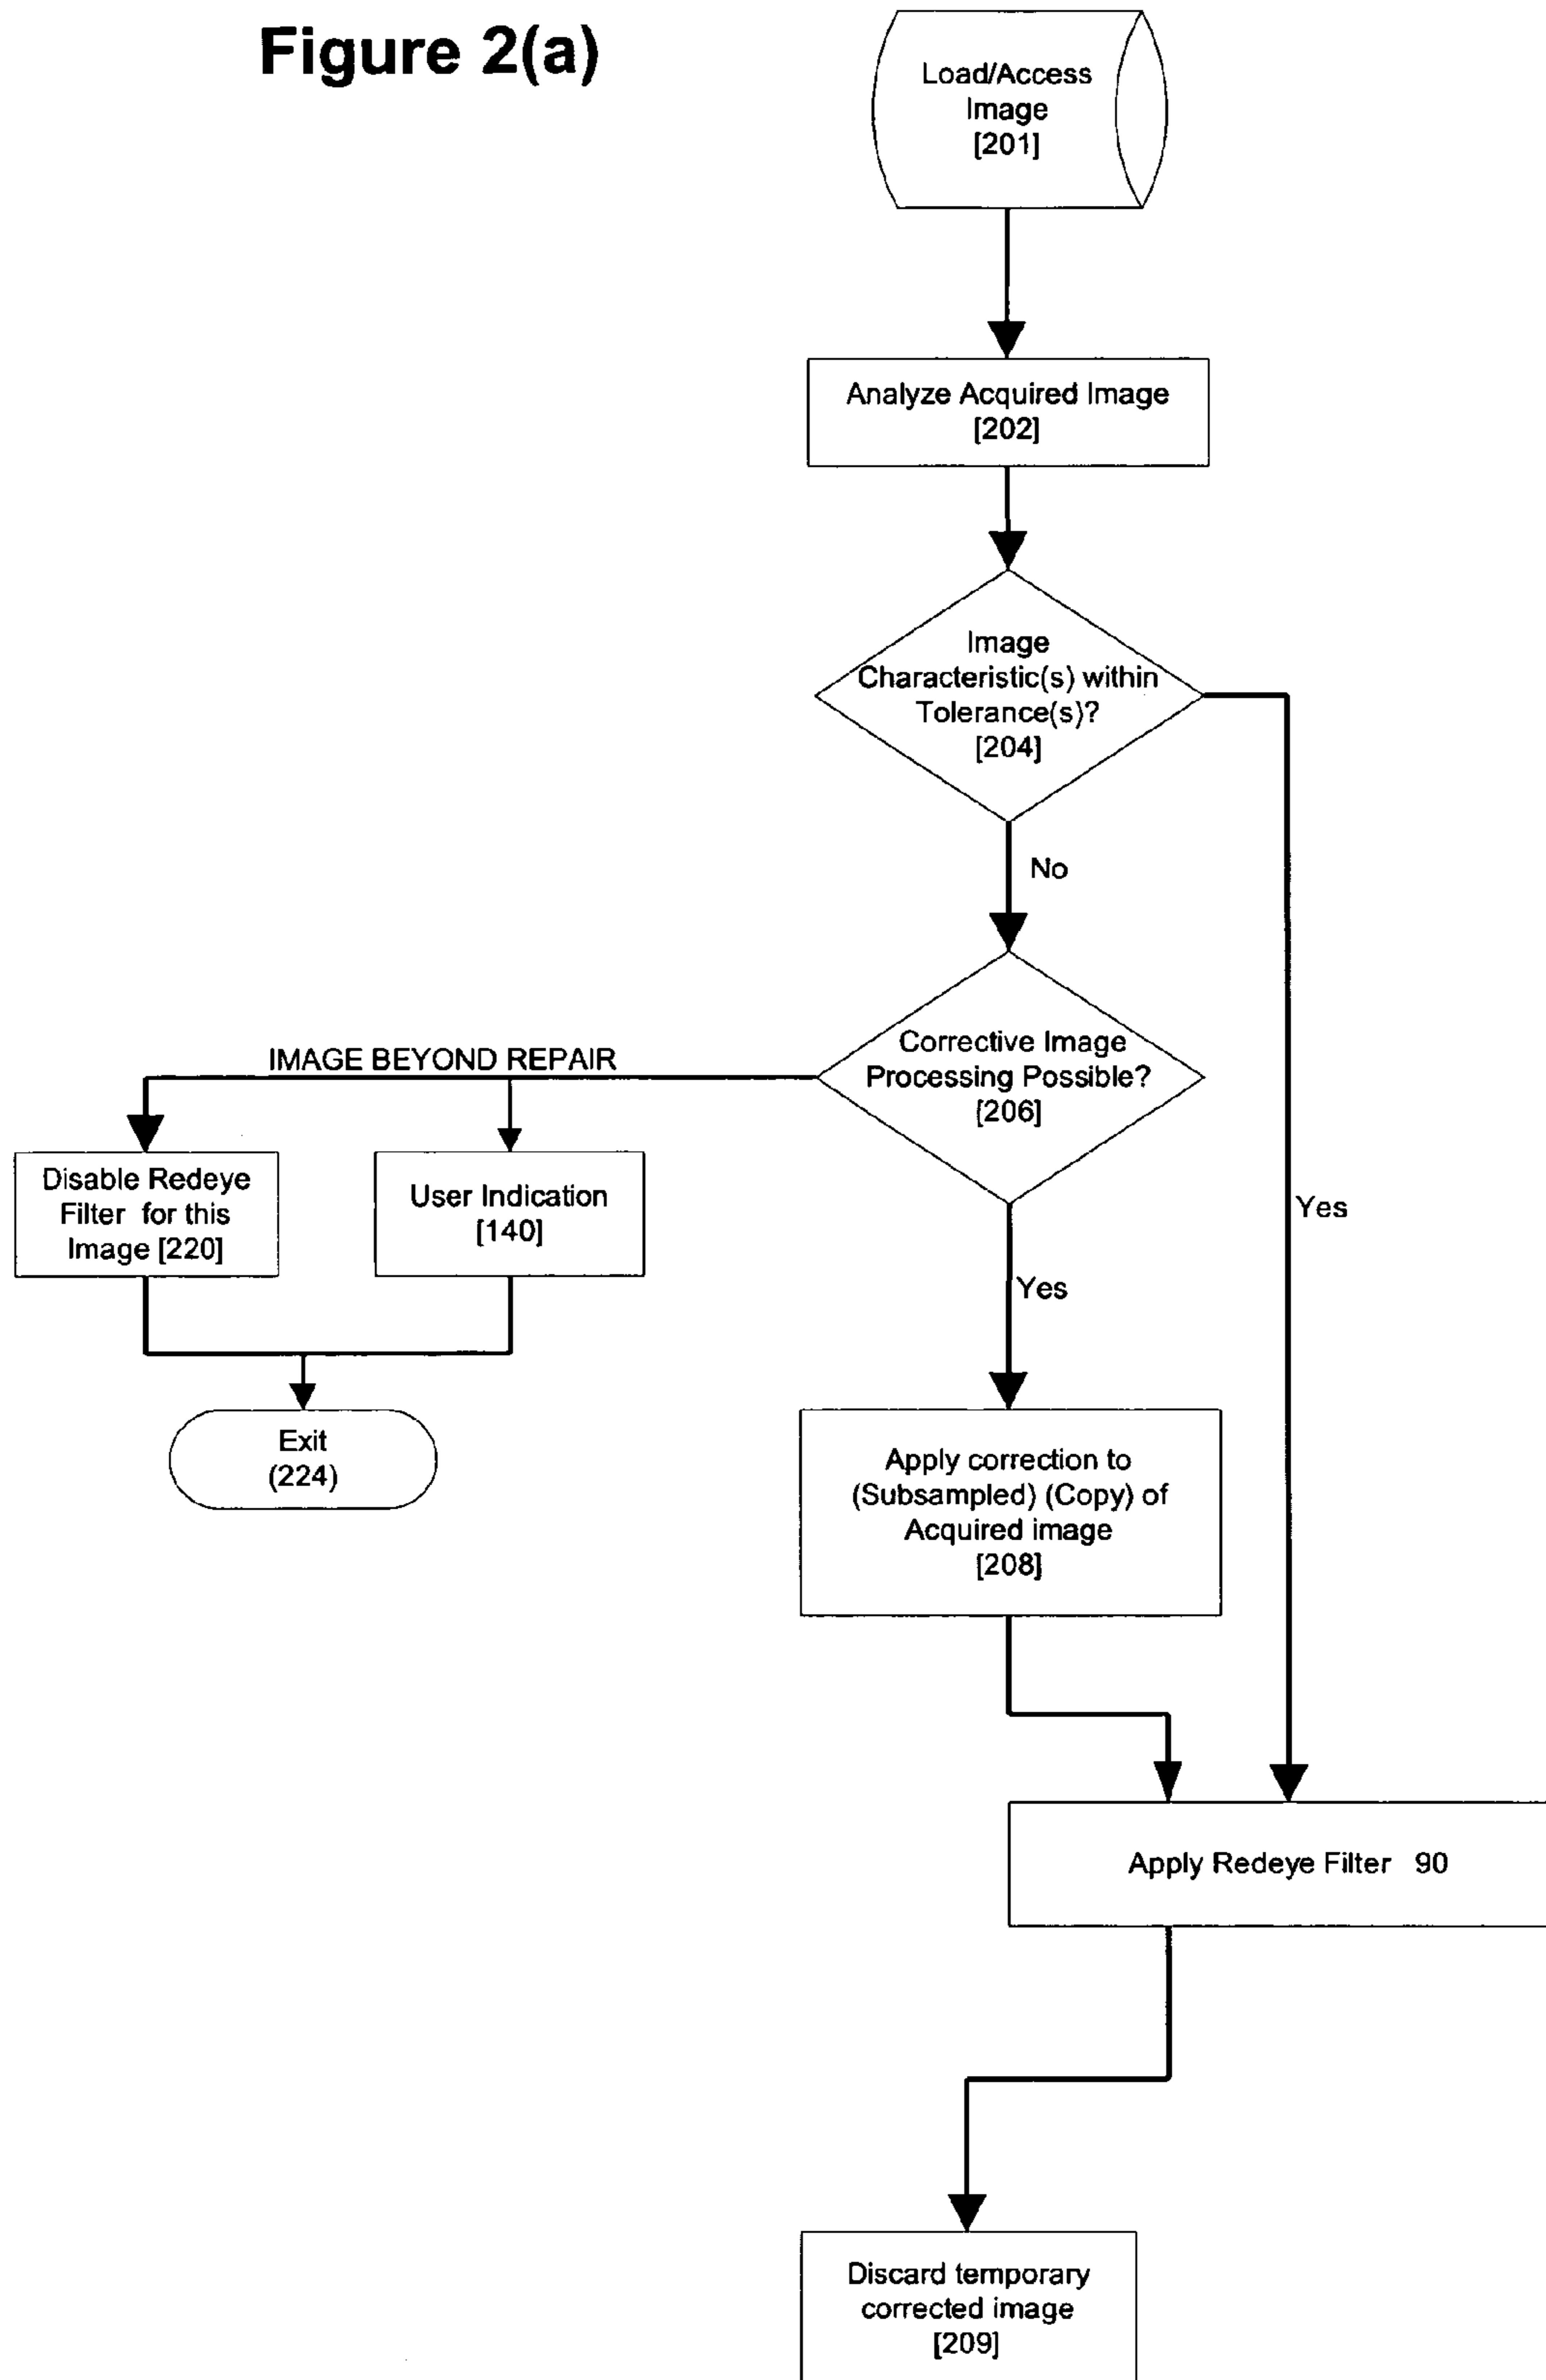 Figure 2(a)
Load/Access
Image
[201]
Analyze Acquired Image
[202]
Image
Characteristic(s) within
Tolerance(s)?
[204]
No
Corrective Image
Processing Possible?
[206]
IMAGE BEYOND REPAIR
Disable Redeye
Filter for this
Image [220]
User Indication
[140]
Yes
Yes
Exit
(224)
Apply correction to
(Subsampled) (Copy) of
Acquired image
[208]
Apply Redeye Filter 90
Discard temporary
corrected image
[209]